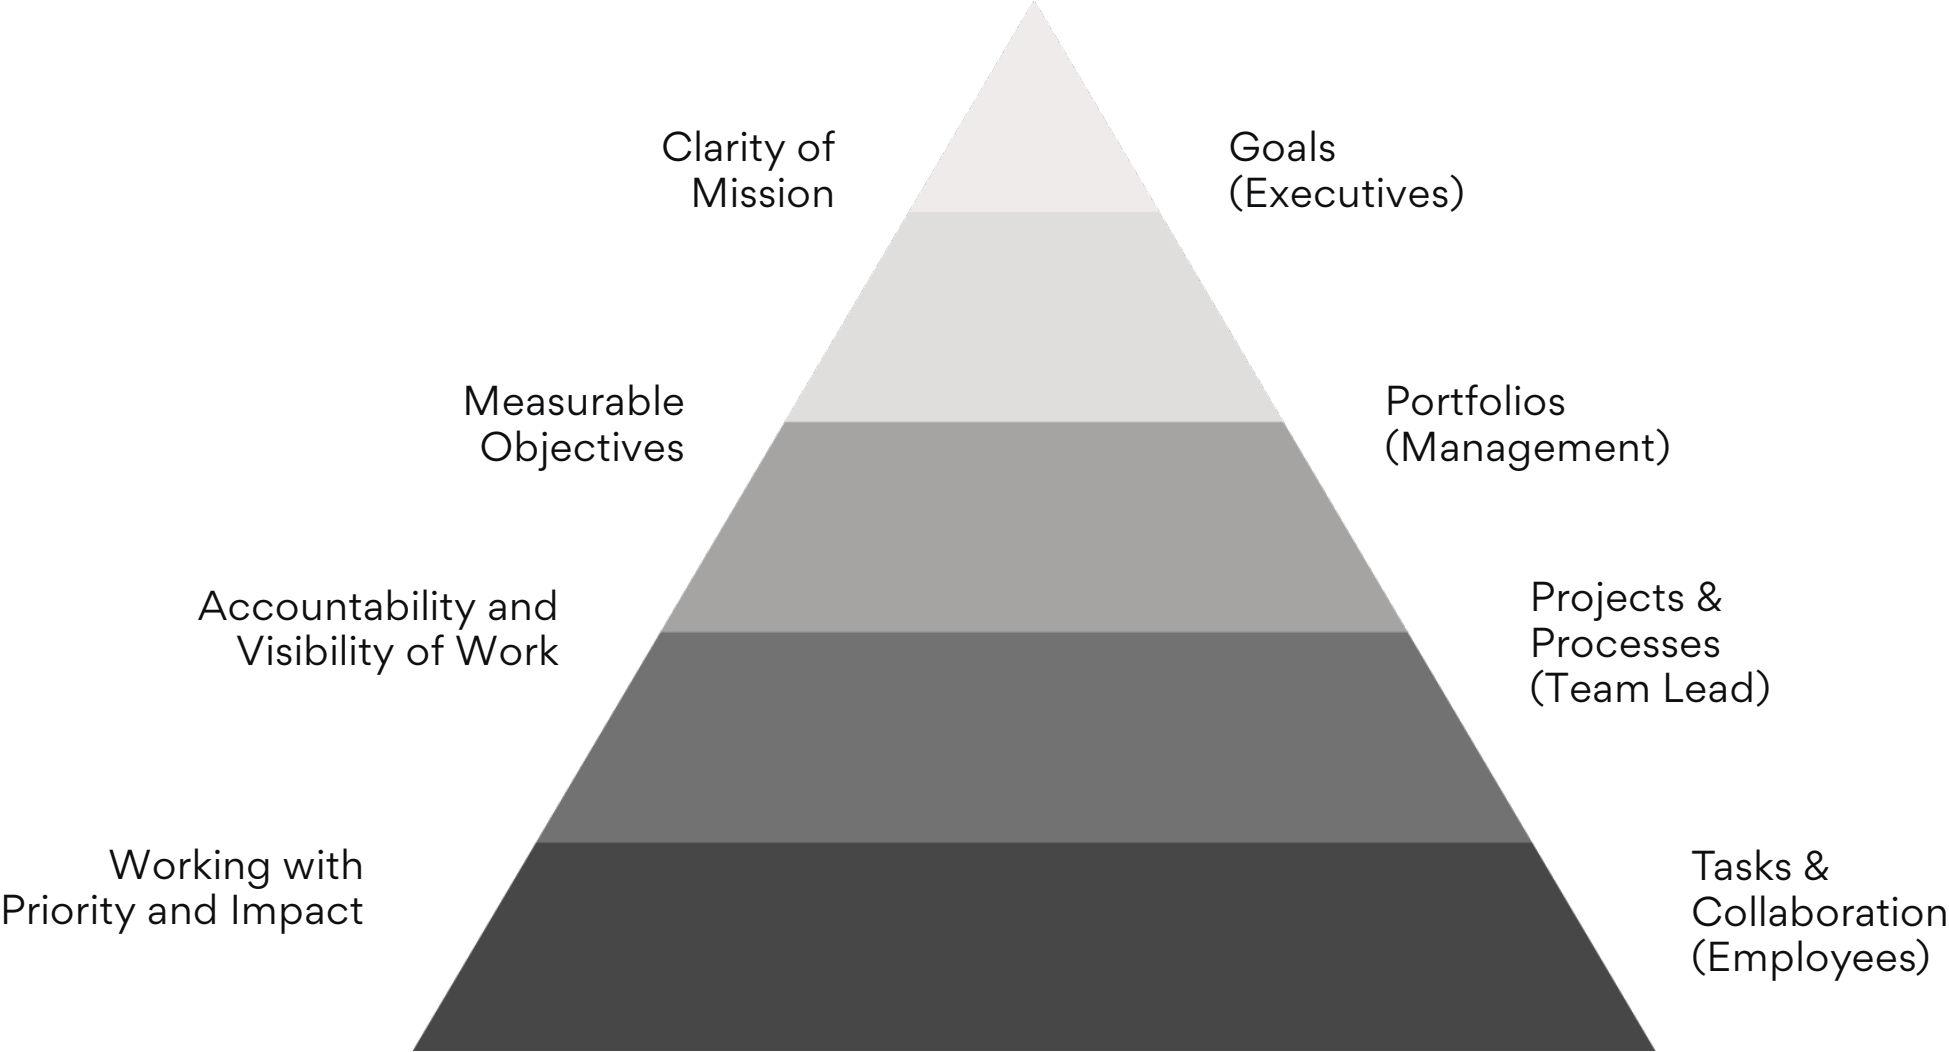 Clarity of
Mission
Goals
(Executives)
Measurable
Objectives
Portfolios
(Management)
Accountability and
Visibility of Work
Projects &
Processes
(Team Lead)
Working with
Priority and Impact
Tasks &
Collaboration
(Employees)